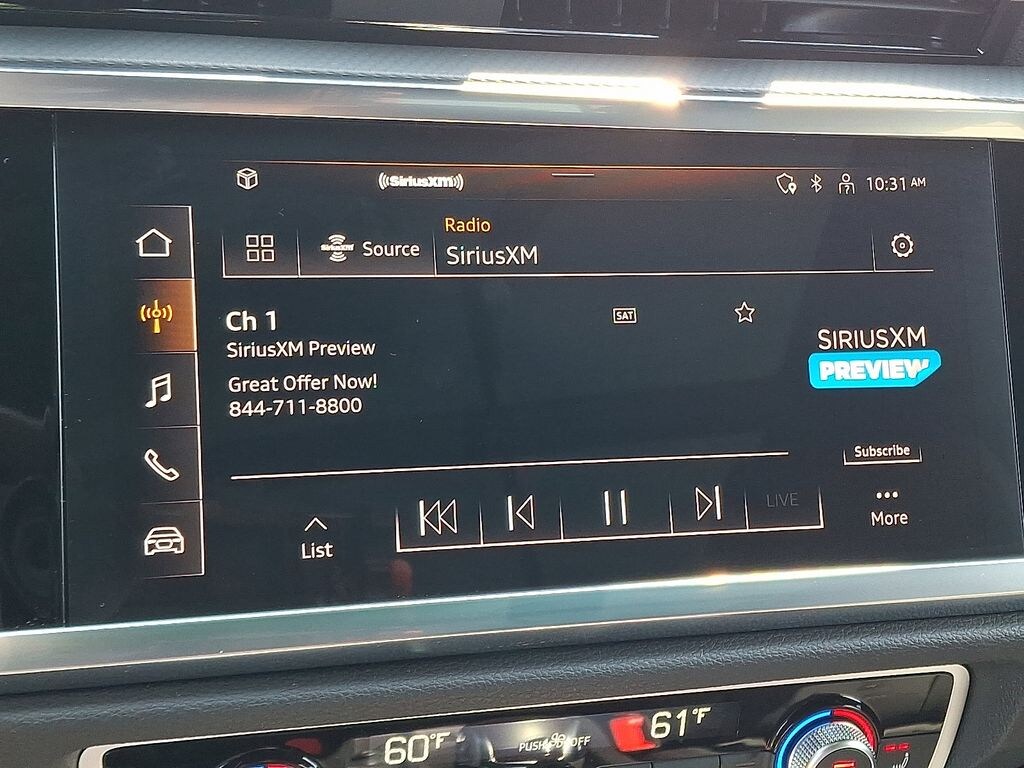 SiriusXM
10:31 AM
SiriusXM Source
Radio
SiriusXM
Ch 1
SAT
SiriusXM Preview
Great Offer Now!
844-711-8800
SIRIUSXM
PREVIEW
Subscribe
LIVE
List
More
60°F
PUSH OFF
61°F